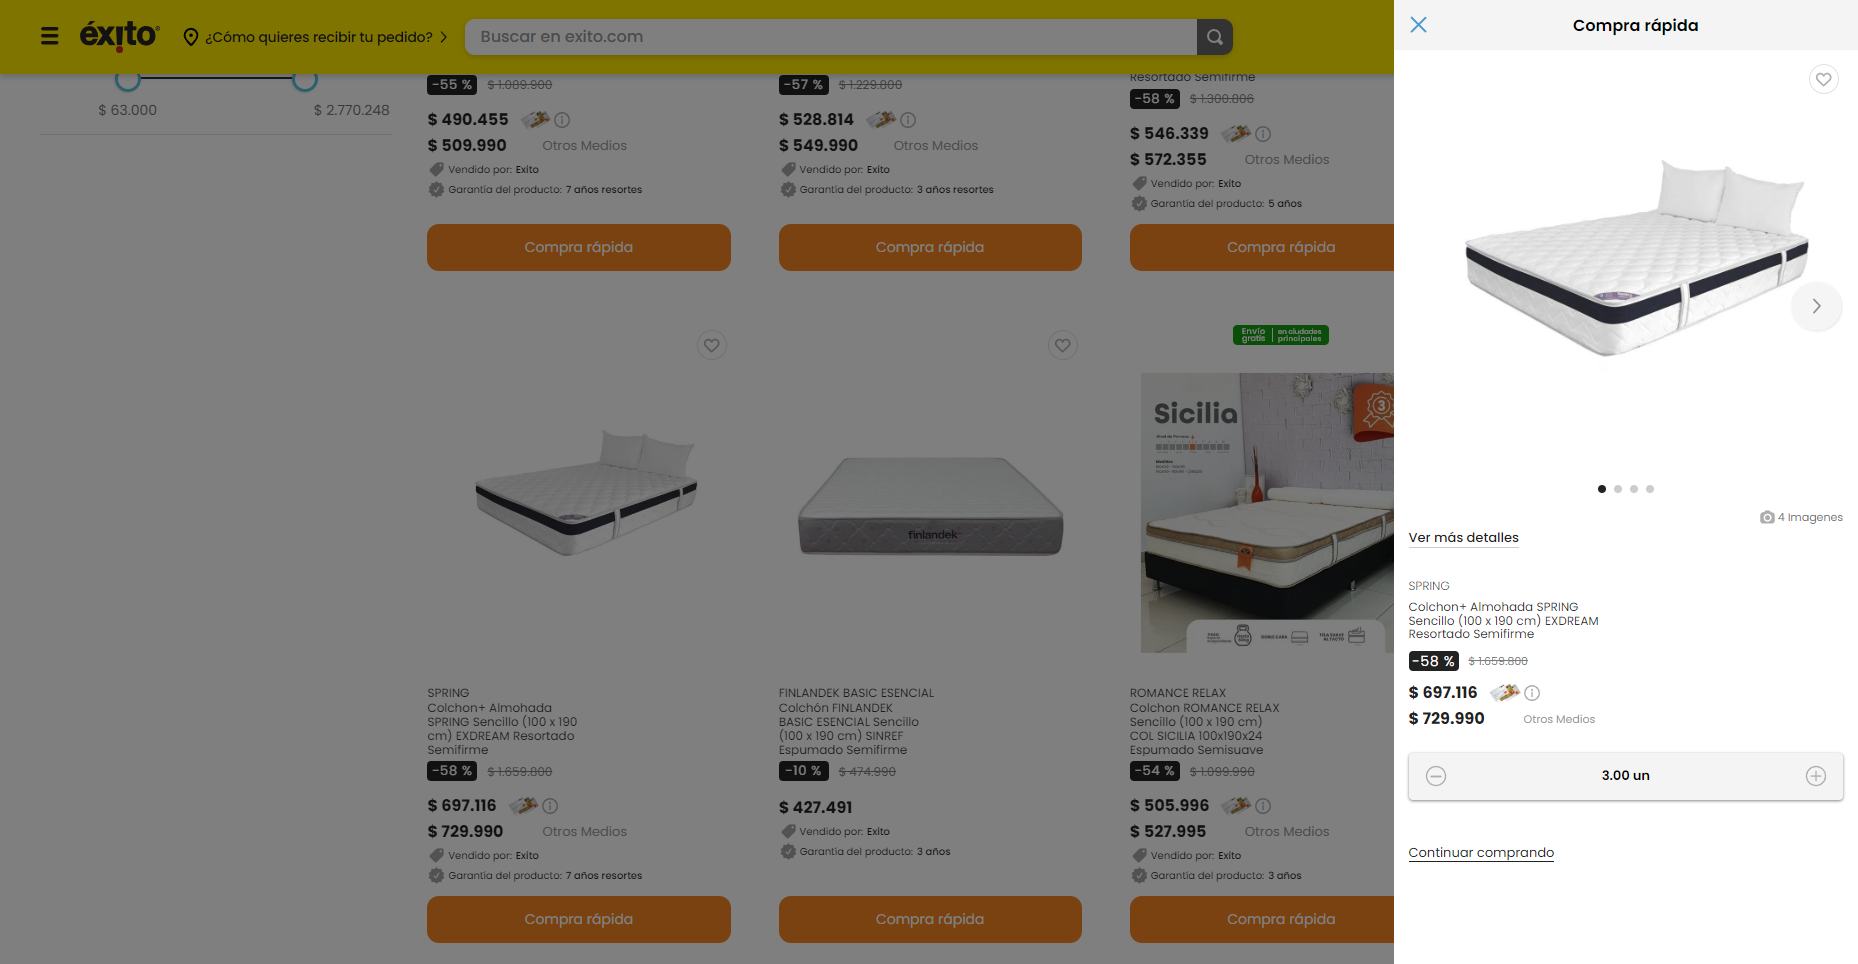 éxito
¿Cómo quieres recibir tu pedido?
Buscar en exito.com
$ 63.000
$ 2.770.248
-55 % $ 1.089.900
$ 490.455
$ 509.990 Otros Medios
Vendido por: Exito
Garantía del producto: 7 años resortes
Compra rápida
-57 % $ 1.229.800
$ 528.814
$ 549.990 Otros Medios
Vendido por: Exito
Garantía del producto: 3 años resortes
Compra rápida
Resortado Semifirme
-58 % $ 1.300.806
$ 546.339
$ 572.355 Otros Medios
Vendido por: Exito
Garantía del producto: 5 años
Compra rápida
SPRING
Colchon+ Almohada
SPRING Sencillo (100 x 190
cm) EXDREAM Resortado
Semifirme
-58 % $ 1.659.800
$ 697.116
$ 729.990 Otros Medios
Vendido por: Exito
Garantía del producto: 7 años resortes
Compra rápida
finlandek
FINLANDEK BASIC ESENCIAL
Colchón FINLANDEK
BASIC ESENCIAL Sencillo
(100 x 190 cm) SINREF
Espumado Semifirme
-10 % $ 474.990
$ 427.491
Vendido por: Exito
Garantía del producto: 3 años
Compra rápida
Envío gratis en ciudades principales
Sicilia
3
ROMANCE RELAX
Colchon ROMANCE RELAX
Sencillo (100 x 190 cm)
COL SICILIA 100x190x24
Espumado Semisuave
-54 % $ 1.099.990
$ 505.996
$ 527.995 Otros Medios
Vendido por: Exito
Garantía del producto: 3 años
Compra rápida
Compra rápida
4 Imagenes
Ver más detalles
SPRING
Colchon+ Almohada SPRING
Sencillo (100 x 190 cm) EXDREAM
Resortado Semifirme
-58 % $ 1.659.800
$ 697.116
$ 729.990 Otros Medios
3.00 un
Continuar comprando